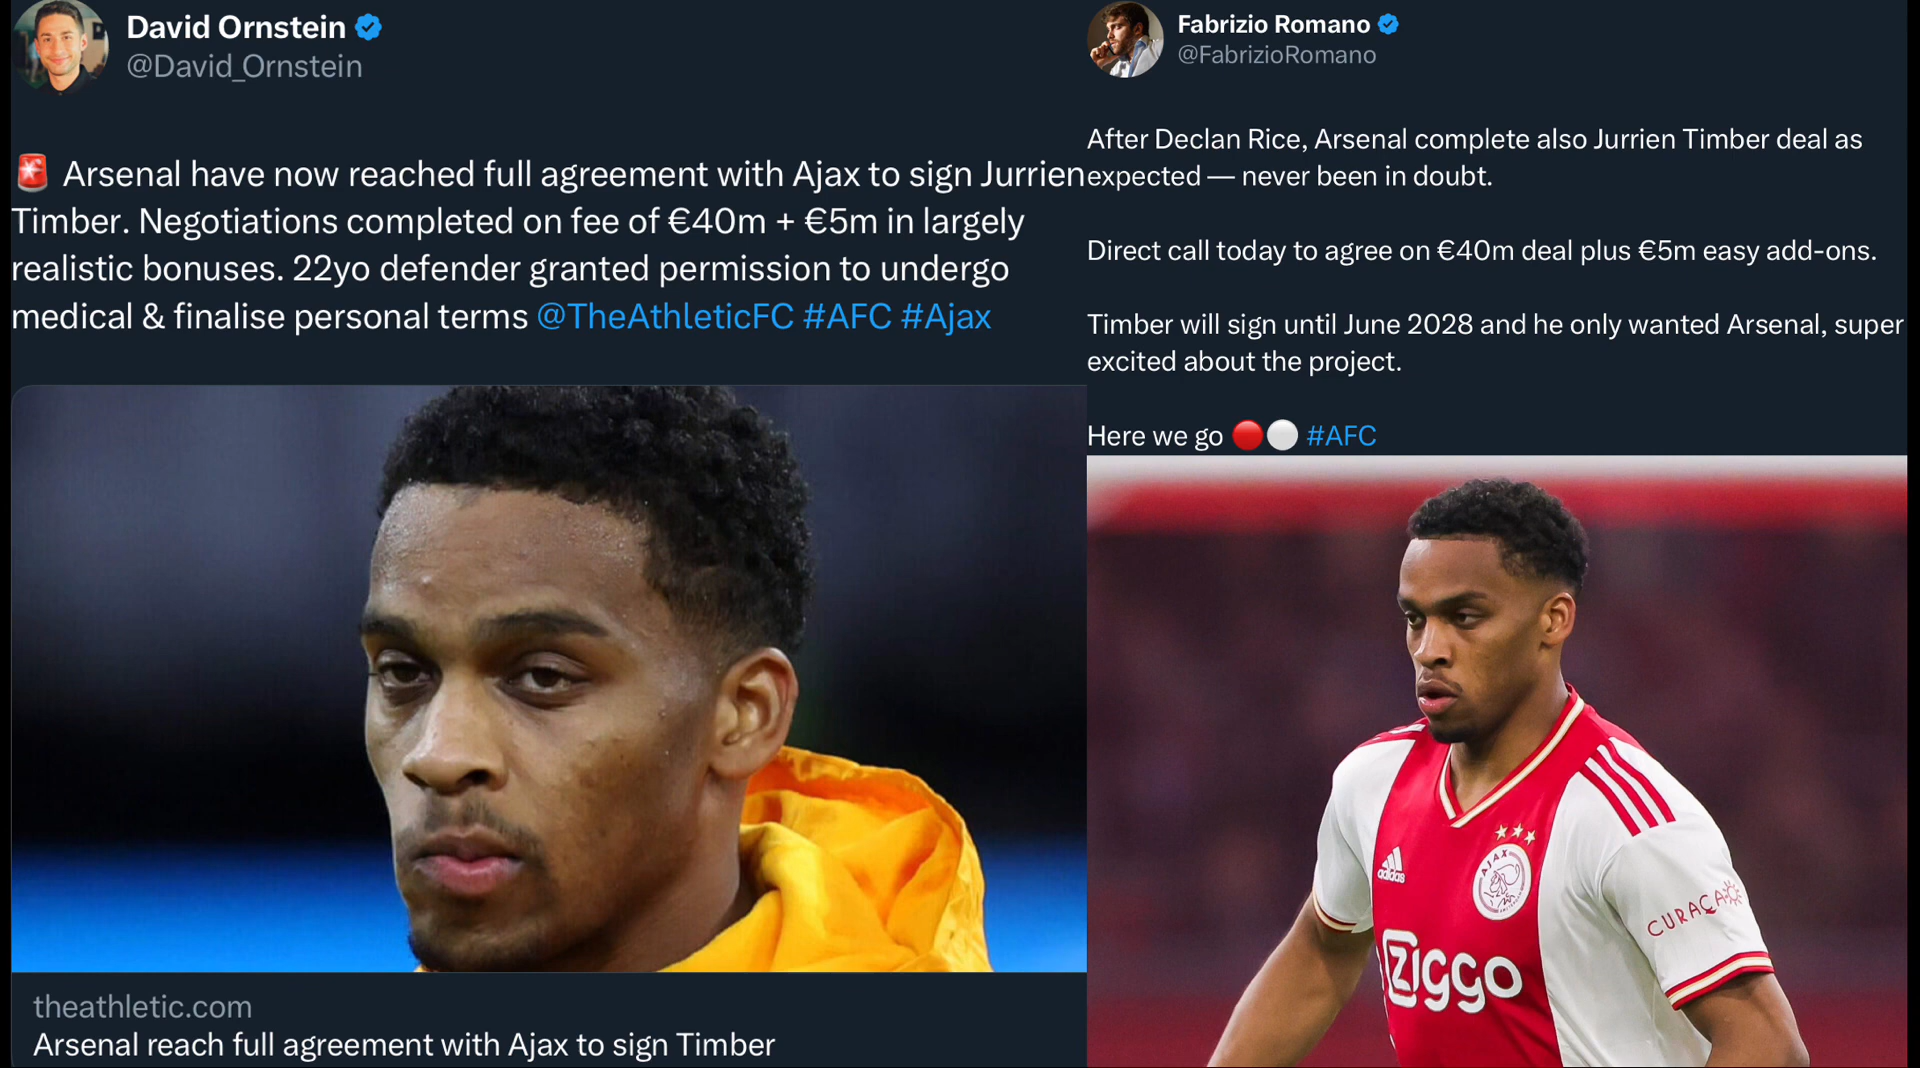 David Ornstein
@David_Ornstein
🚨 Arsenal have now reached full agreement with Ajax to sign Jurrien
Timber. Negotiations completed on fee of €40m + €5m in largely
realistic bonuses. 22yo defender granted permission to undergo
medical & finalise personal terms @TheAthleticFC #AFC #Ajax
theathletic.com
Arsenal reach full agreement with Ajax to sign Timber
Fabrizio Romano
@FabrizioRomano
After Declan Rice, Arsenal complete also Jurrien Timber deal as
expected — never been in doubt.
Direct call today to agree on €40m deal plus €5m easy add-ons.
Timber will sign until June 2028 and he only wanted Arsenal, super
excited about the project.
Here we go 🔴⚪ #AFC
adidas
AJAX
CURAÇAO
ZIGGO